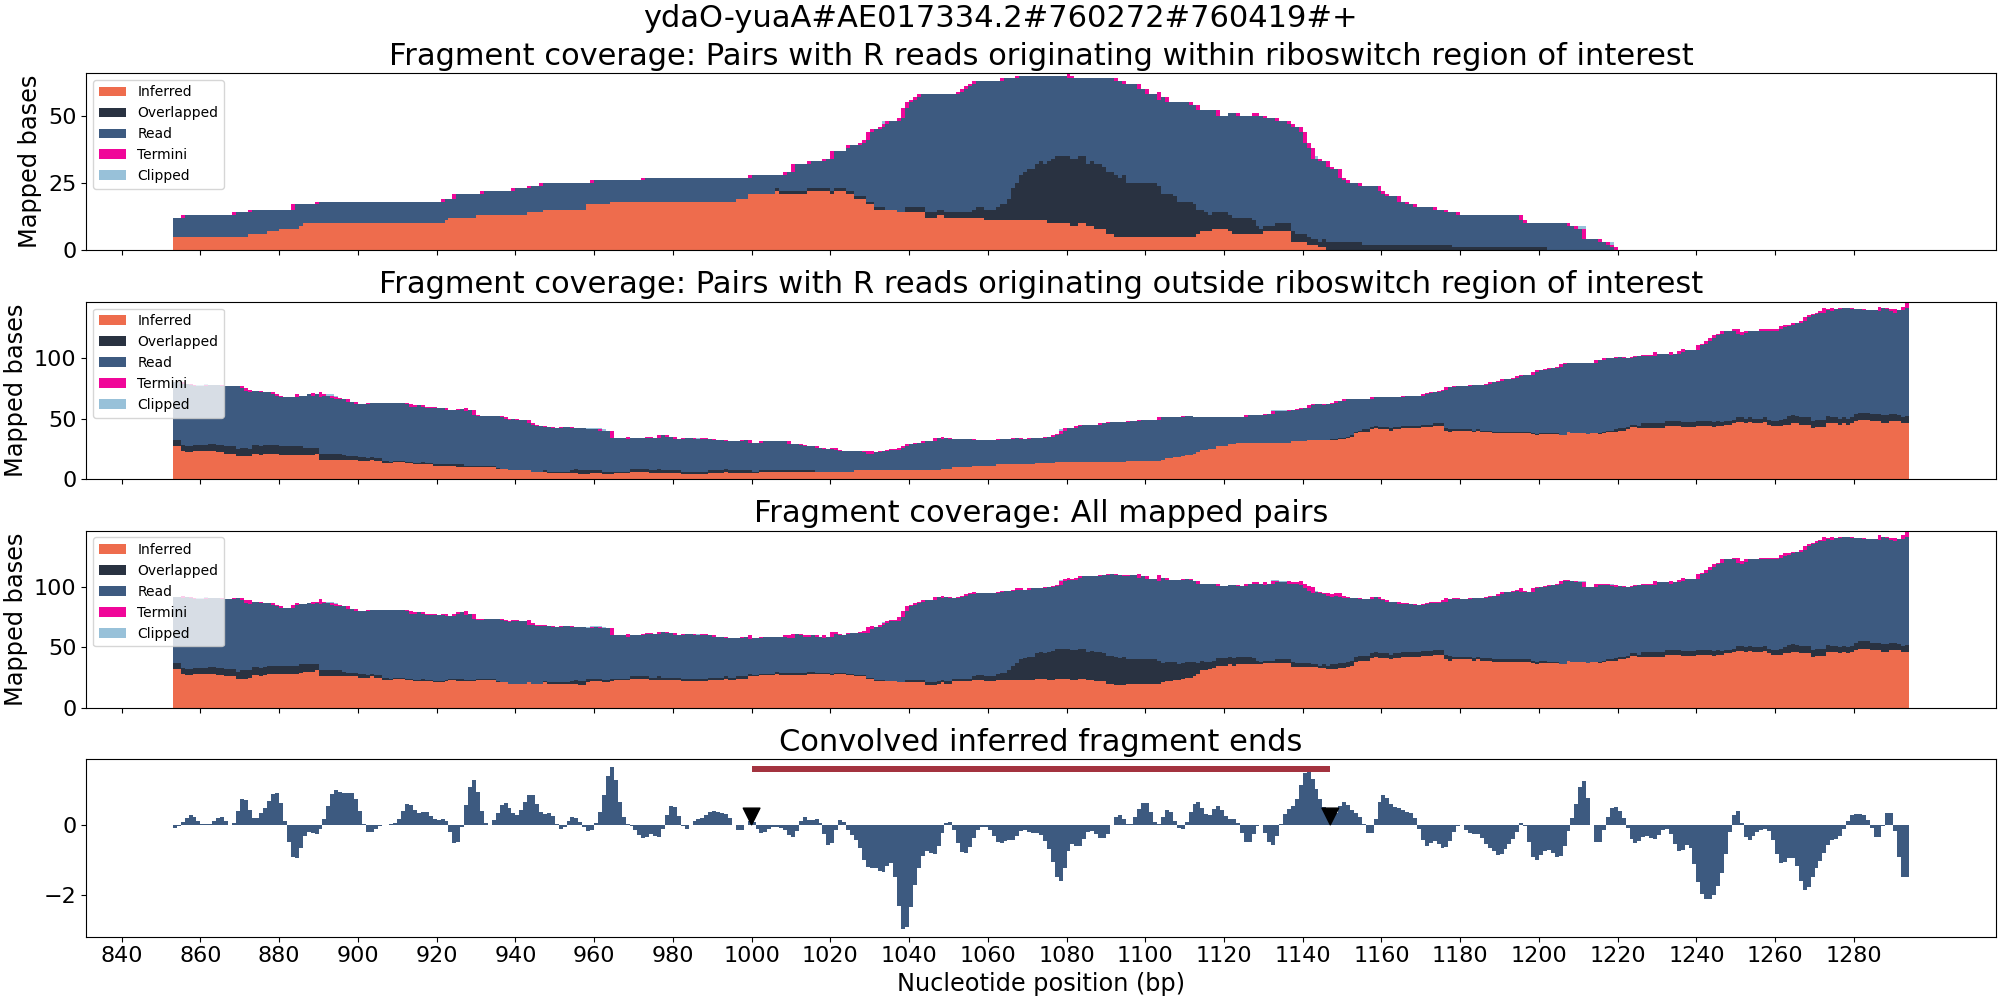 ydaO-yuaA#AE017334.2#760272#760419#+
Fragment coverage: Pairs with R reads originating within riboswitch region of interest
Mapped bases
50
25
0
Inferred
Overlapped
Read
Termini
Clipped
Fragment coverage: Pairs with R reads originating outside riboswitch region of interest
Mapped bases
100
50
0
Inferred
Overlapped
Read
Termini
Clipped
Fragment coverage: All mapped pairs
Mapped bases
100
50
0
Inferred
Overlapped
Read
Termini
Clipped
Convolved inferred fragment ends
0
−2
840 860 880 900 920 940 960 980 1000 1020 1040 1060 1080 1100 1120 1140 1160 1180 1200 1220 1240 1260 1280
Nucleotide position (bp)